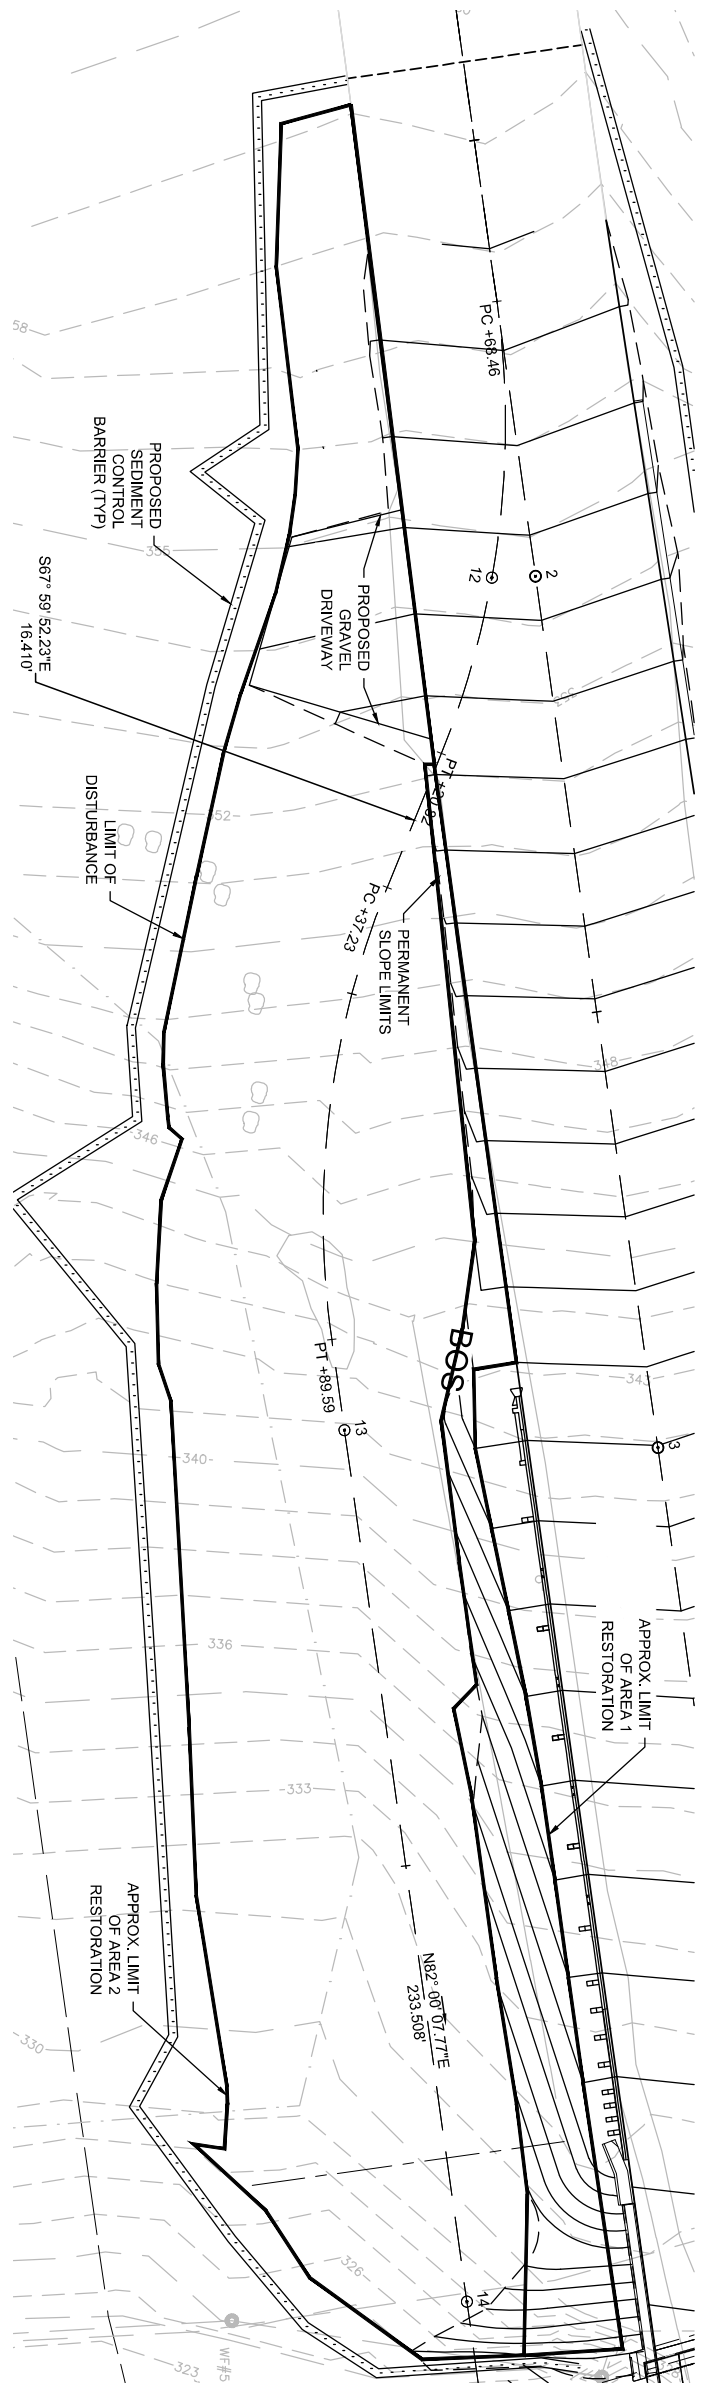 58
PC +68.46
PROPOSED
SEDIMENT
CONTROL
BARRIER (TYP)
355
2
12
S67° 59' 52.23"E
16.410'
PROPOSED
GRAVEL
DRIVEWAY
352
LIMIT OF
DISTURBANCE
PC +37.23
PERMANENT
SLOPE LIMITS
348
346
BOS
PT +89.59
13
343
3
340
APPROX. LIMIT
OF AREA 1
RESTORATION
336
333
APPROX. LIMIT
OF AREA 2
RESTORATION
N82° 00' 07.77"E
233.508'
330
326
14
WF#5
323